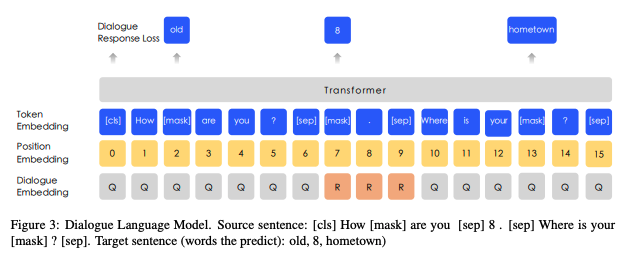 Dialogue
Response Loss
old 8 hometown
Transformer
Token
Embedding
[cls] How [mask] are you ? [sep] [mask] . [sep] Where is your [mask] ? [sep]
Position
Embedding
0 1 2 3 4 5 6 7 8 9 10 11 12 13 14 15
Dialogue
Embedding
Q Q Q Q Q Q Q R R R Q Q Q Q Q Q
Figure 3: Dialogue Language Model. Source sentence: [cls] How [mask] are you [sep] 8 . [sep] Where is your
[mask] ? [sep]. Target sentence (words the predict): old, 8, hometown)